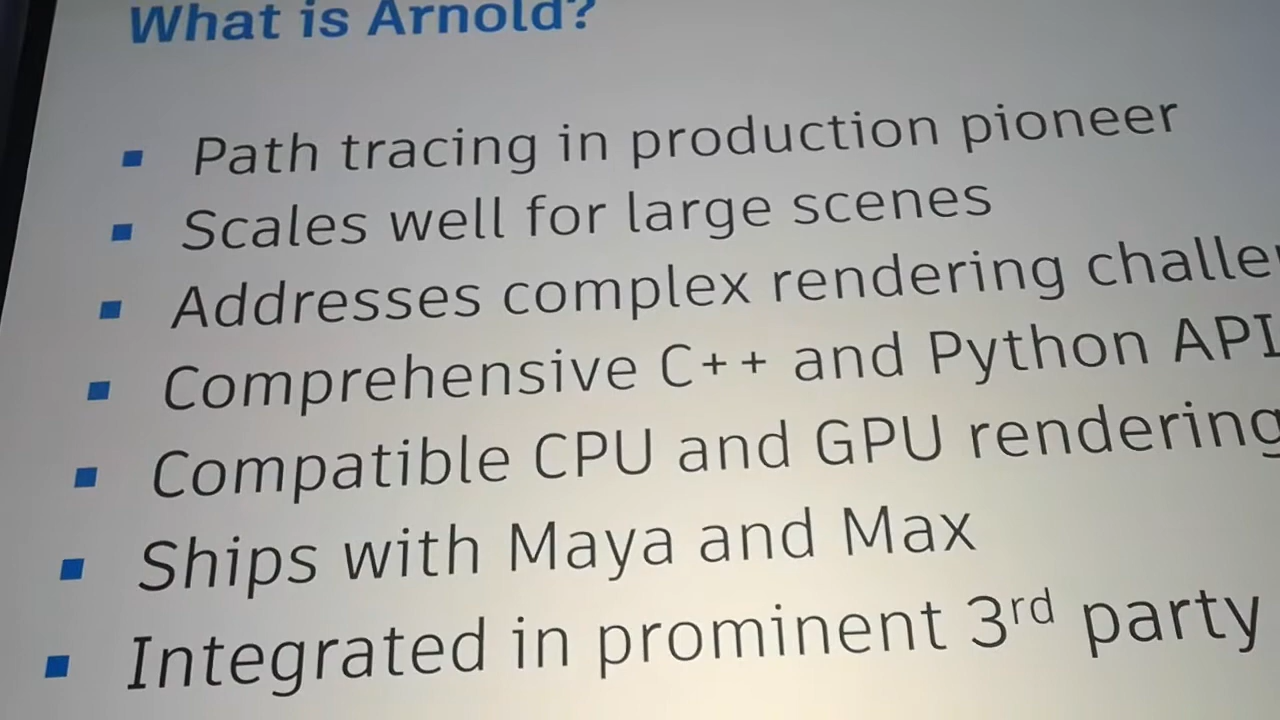 What is Arnold?
Path tracing in production pioneer
Scales well for large scenes
Addresses complex rendering
Comprehensive C++ and Python API
Compatible CPU and GPU rendering
Ships with Maya and Max
Integrated in prominent 3rd party